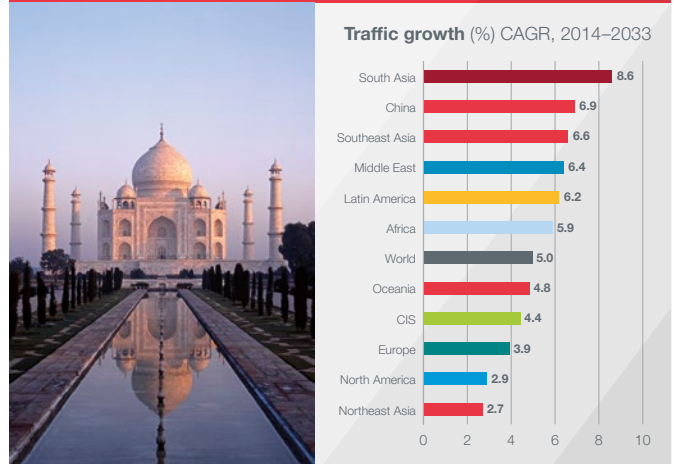 Traffic growth (%) CAGR, 2014–2033
South Asia 8.6
China 6.9
Southeast Asia 6.6
Middle East 6.4
Latin America 6.2
Africa 5.9
World 5.0
Oceania 4.8
CIS 4.4
Europe 3.9
North America 2.9
Northeast Asia 2.7
0 2 4 6 8 10